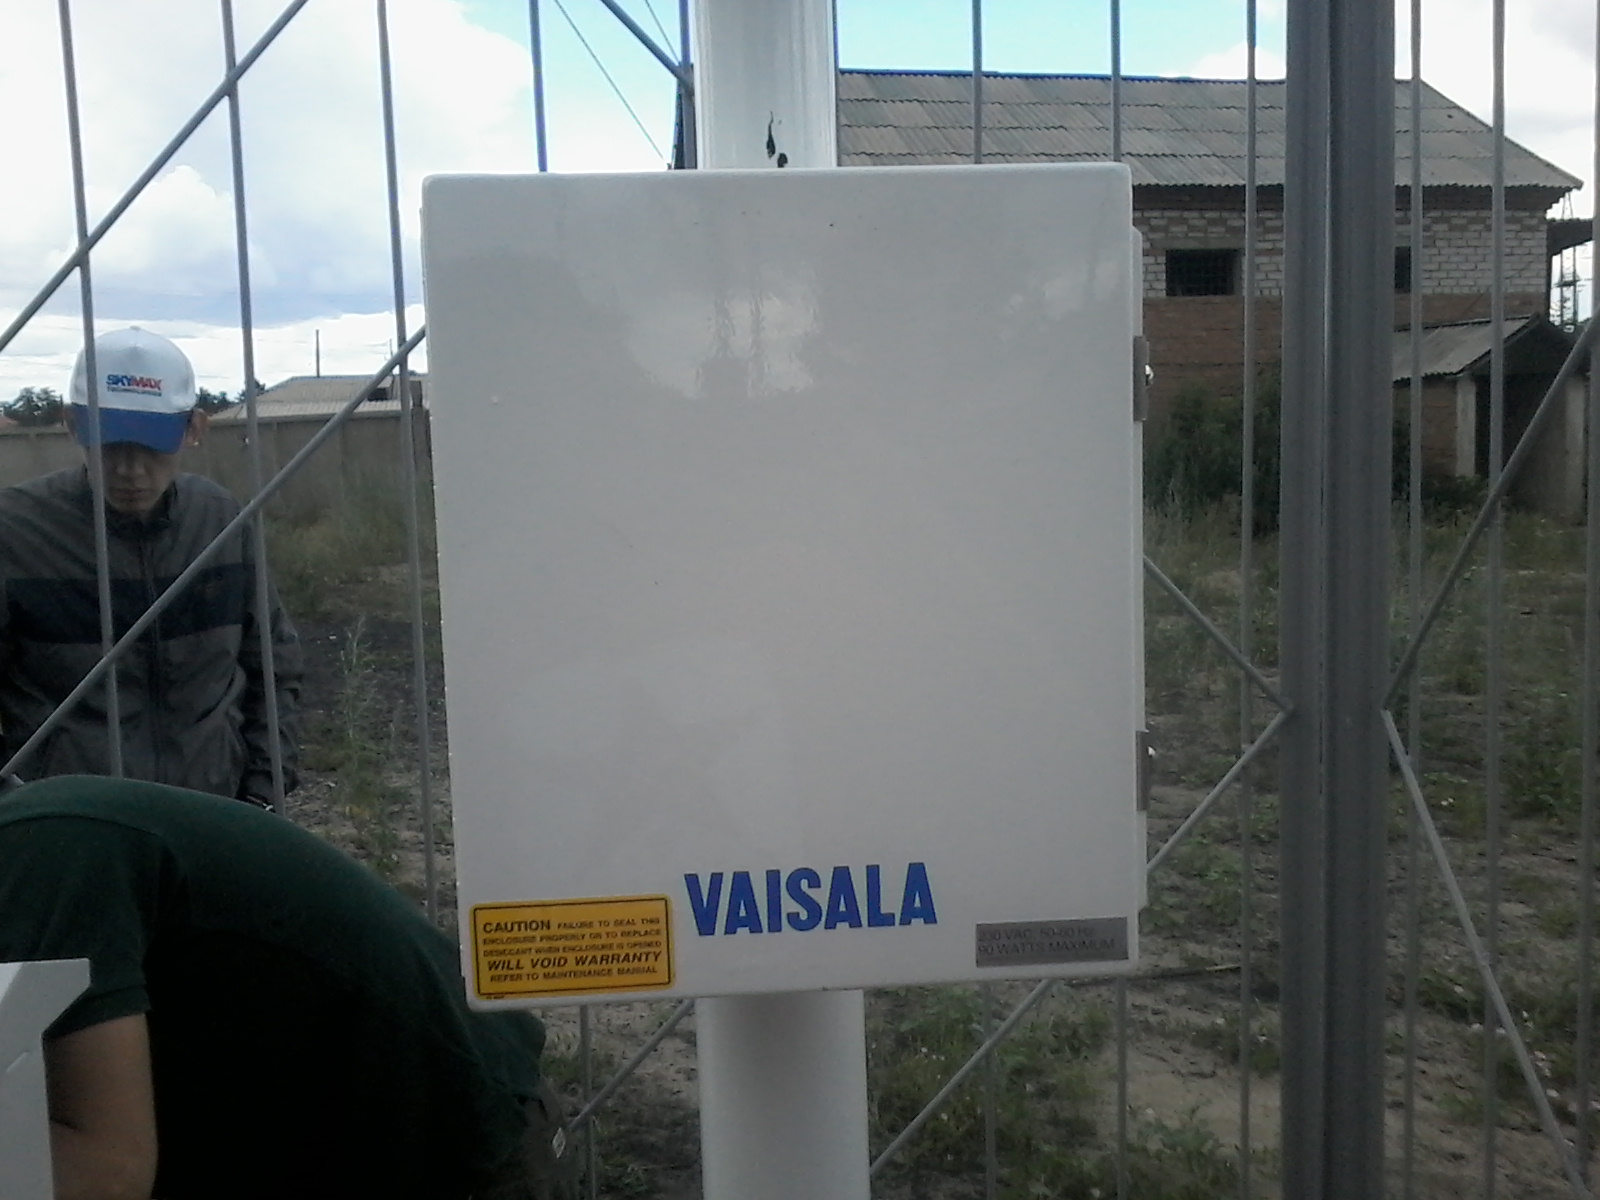 SKYMAX
TECHNOLOGIES
VAISALA
CAUTION FAILURE TO SEAL THIS
ENCLOSURE PROPERLY OR TO REPLACE
DESICCANT WHEN ENCLOSURE IS OPENED
WILL VOID WARRANTY
REFER TO MAINTENANCE MANUAL
230 VAC 50-60 Hz
90 WATTS MAXIMUM